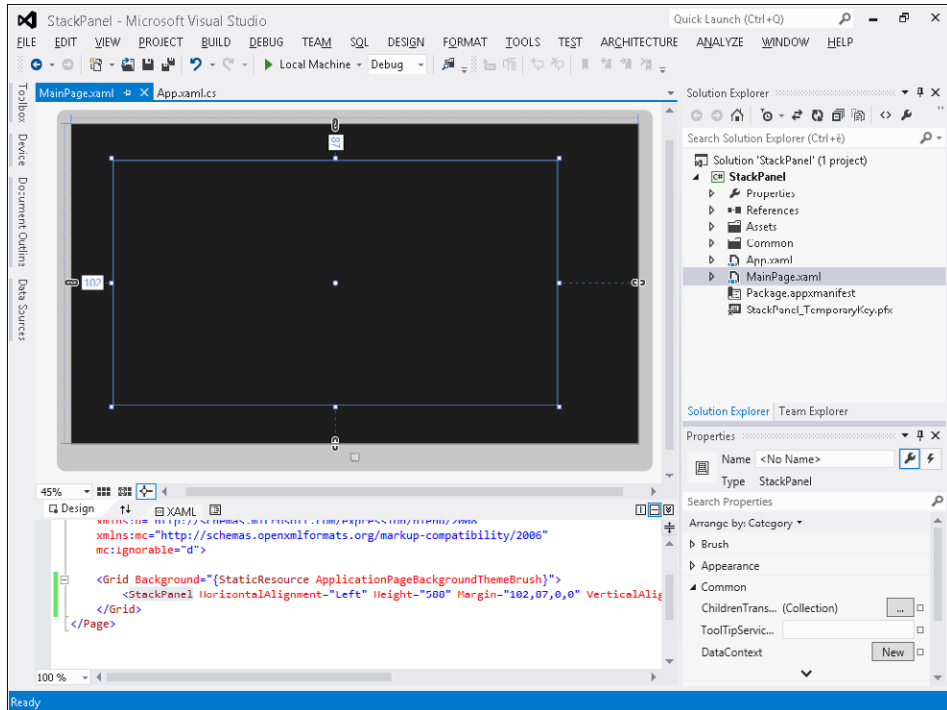 StackPanel - Microsoft Visual Studio
Quick Launch (Ctrl+Q)
FILE EDIT VIEW PROJECT BUILD DEBUG TEAM SQL DESIGN FORMAT TOOLS TEST ARCHITECTURE ANALYZE WINDOW HELP
Local Machine Debug
Toolbox
Device
Document Outline
Data Sources
MainPage.xaml App.xaml.cs
87
102
45%
Design XAML
xmlns:mc="http://schemas.openxmlformats.org/markup-compatibility/2006"
mc:Ignorable="d">
<Grid Background="{StaticResource ApplicationPageBackgroundThemeBrush}">
<StackPanel HorizontalAlignment="Left" Height="588" Margin="102,87,0,0" VerticalAlig
</Grid>
</Page>
100 %
Solution Explorer
Search Solution Explorer (Ctrl+è)
Solution 'StackPanel' (1 project)
C# StackPanel
Properties
References
Assets
Common
App.xaml
MainPage.xaml
Package.appxmanifest
StackPanel_TemporaryKey.pfx
Solution Explorer Team Explorer
Properties
Name <No Name>
Type StackPanel
Search Properties
Arrange by: Category
Brush
Appearance
Common
ChildrenTrans... (Collection) ...
ToolTipServic...
DataContext New
Ready